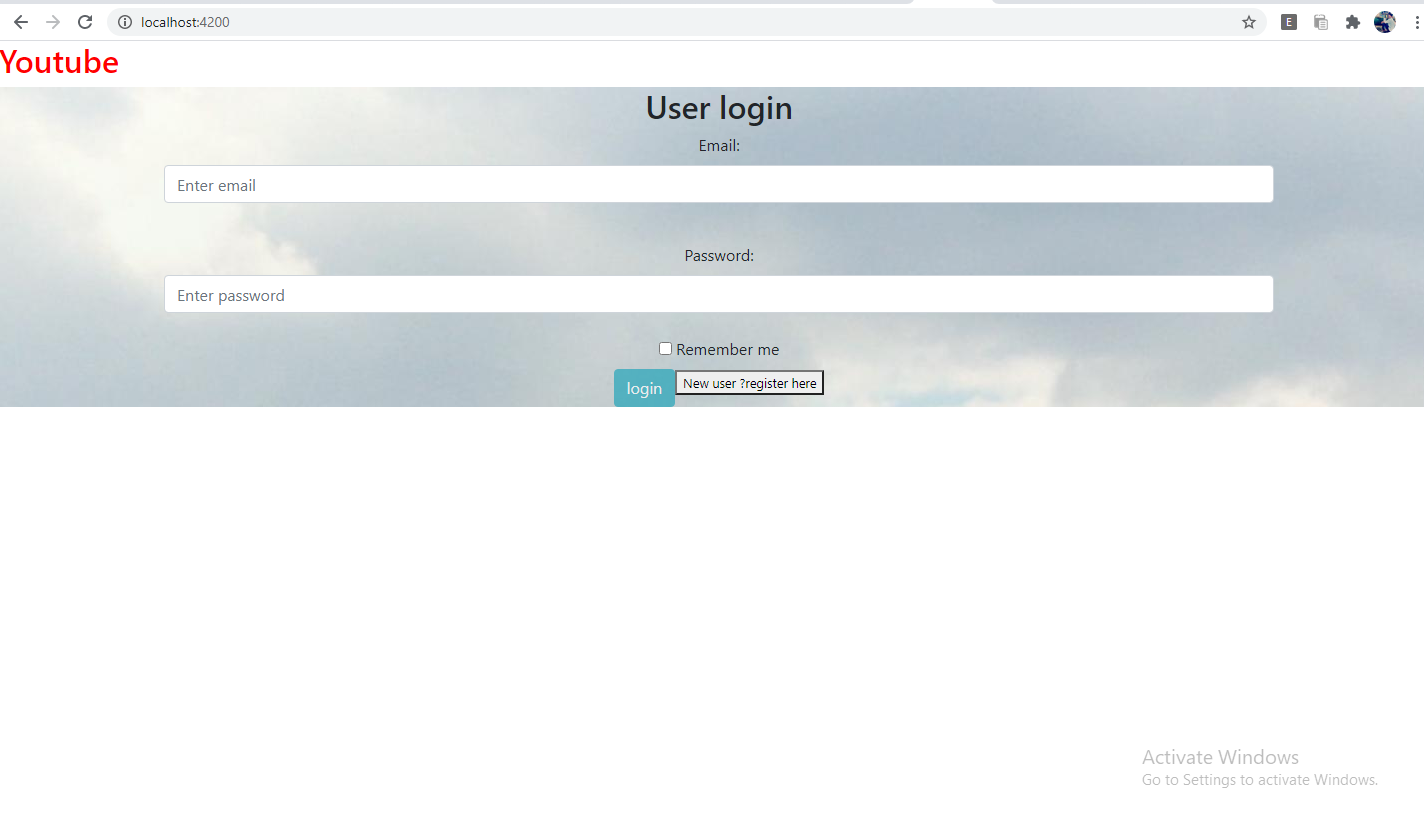 localhost:4200
E
Youtube
User login
Email:
Enter email
Password:
Enter password
Remember me
login New user ?register here
Activate Windows
Go to Settings to activate Windows.